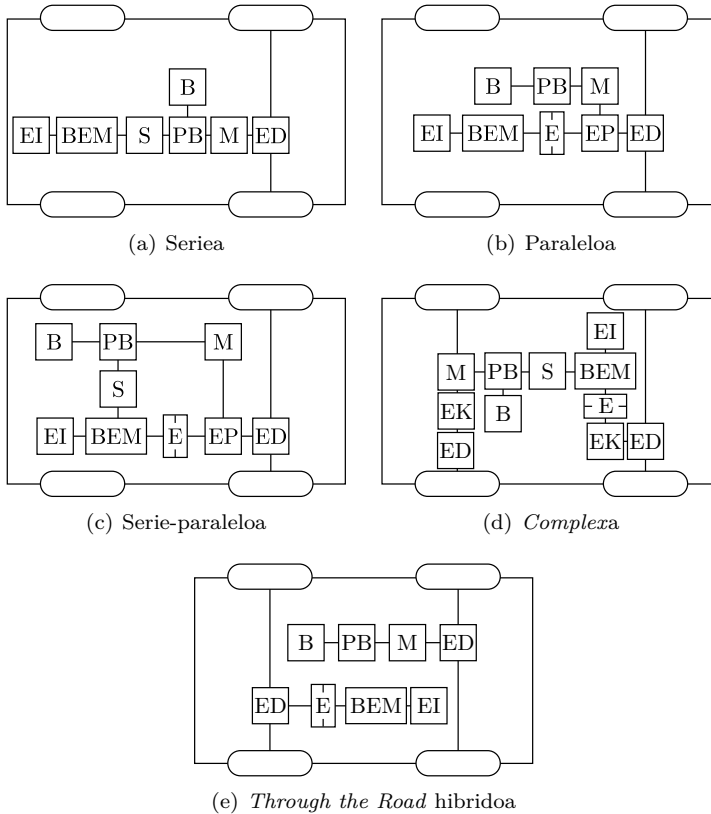 B
EI BEM S PB M ED
(a) Seriea
B PB M
EI BEM E EP ED
(b) Paraleloa
B PB M
S
EI BEM E EP ED
(c) Serie-paraleloa
EI
M PB S BEM
EK B E
ED EK ED
(d) Complexa
B PB M ED
ED E BEM EI
(e) Through the Road hibridoa